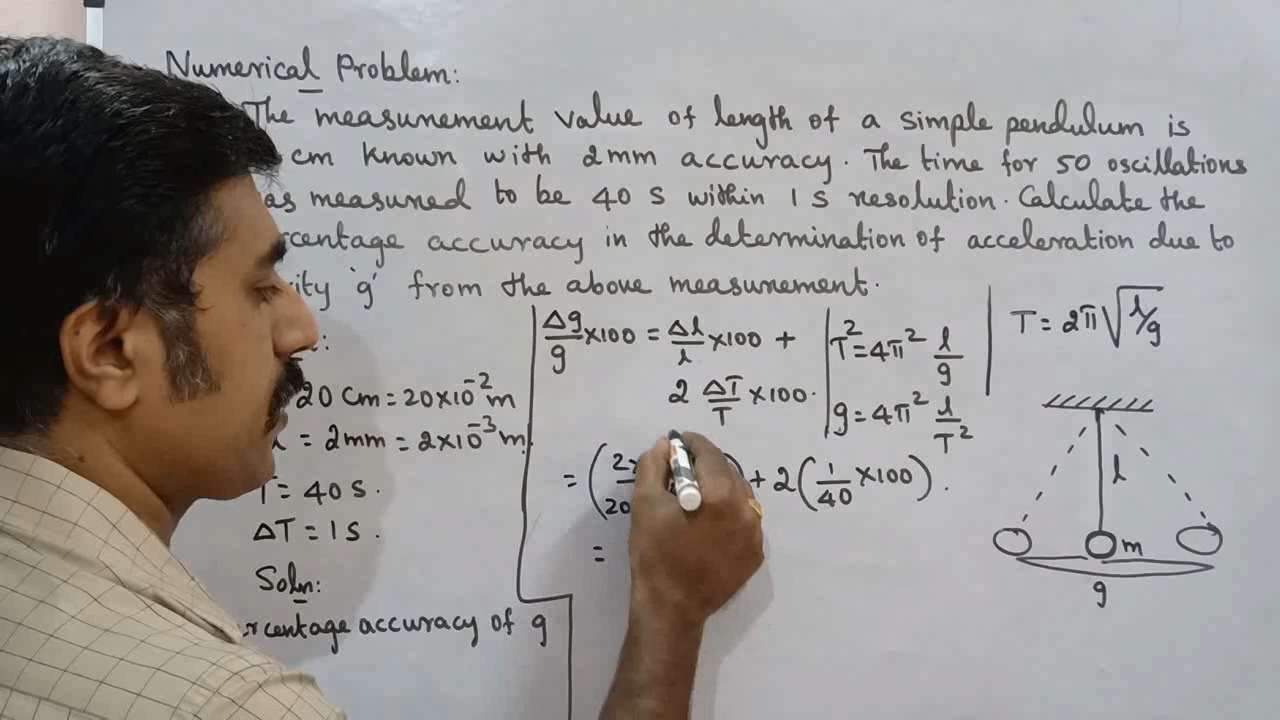 Numerical Problem:
The measurement value of length of a simple pendulum is
cm known with 2mm accuracy. The time for 50 oscillations
as measured to be 40 s within 1 s resolution. Calculate the
rcentage accuracy in the determination of acceleration due to
ity 'g' from the above measurement.
T = 2π √l/g
Δg/g ×100 = Δl/l ×100 +
2 ΔT/T ×100.
T² = 4π² l/g
g = 4π² l/T²
20 Cm = 20×10⁻² m
= 2mm = 2×10⁻³ m.
T = 40 S.
ΔT = 1 S.
Soln:
rcentage accuracy of g
= ( 2× / 20 ) + 2 ( 1/40 ×100 ).
=
l
m
g